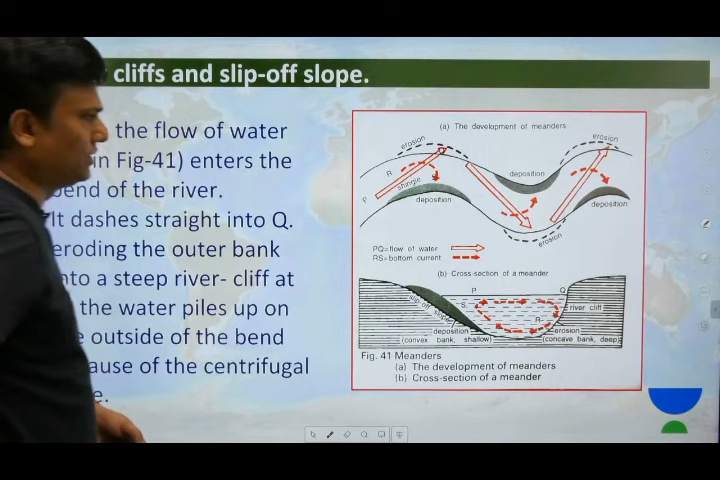 cliffs and slip-off slope.
the flow of water
in Fig-41) enters the
bend of the river.
It dashes straight into Q.
eroding the outer bank
into a steep river- cliff at
the water piles up on
outside of the bend
because of the centrifugal
(a) The development of meanders
erosion
erosion
deposition
R
shingle
P
deposition
deposition
erosion
PQ=flow of water
RS=bottom current
(b) Cross-section of a meander
P
Q
slip-off slope
S
river cliff
R
deposition
erosion
(convex bank, shallow)
(concave bank, deep)
Fig. 41 Meanders
(a) The development of meanders
(b) Cross-section of a meander